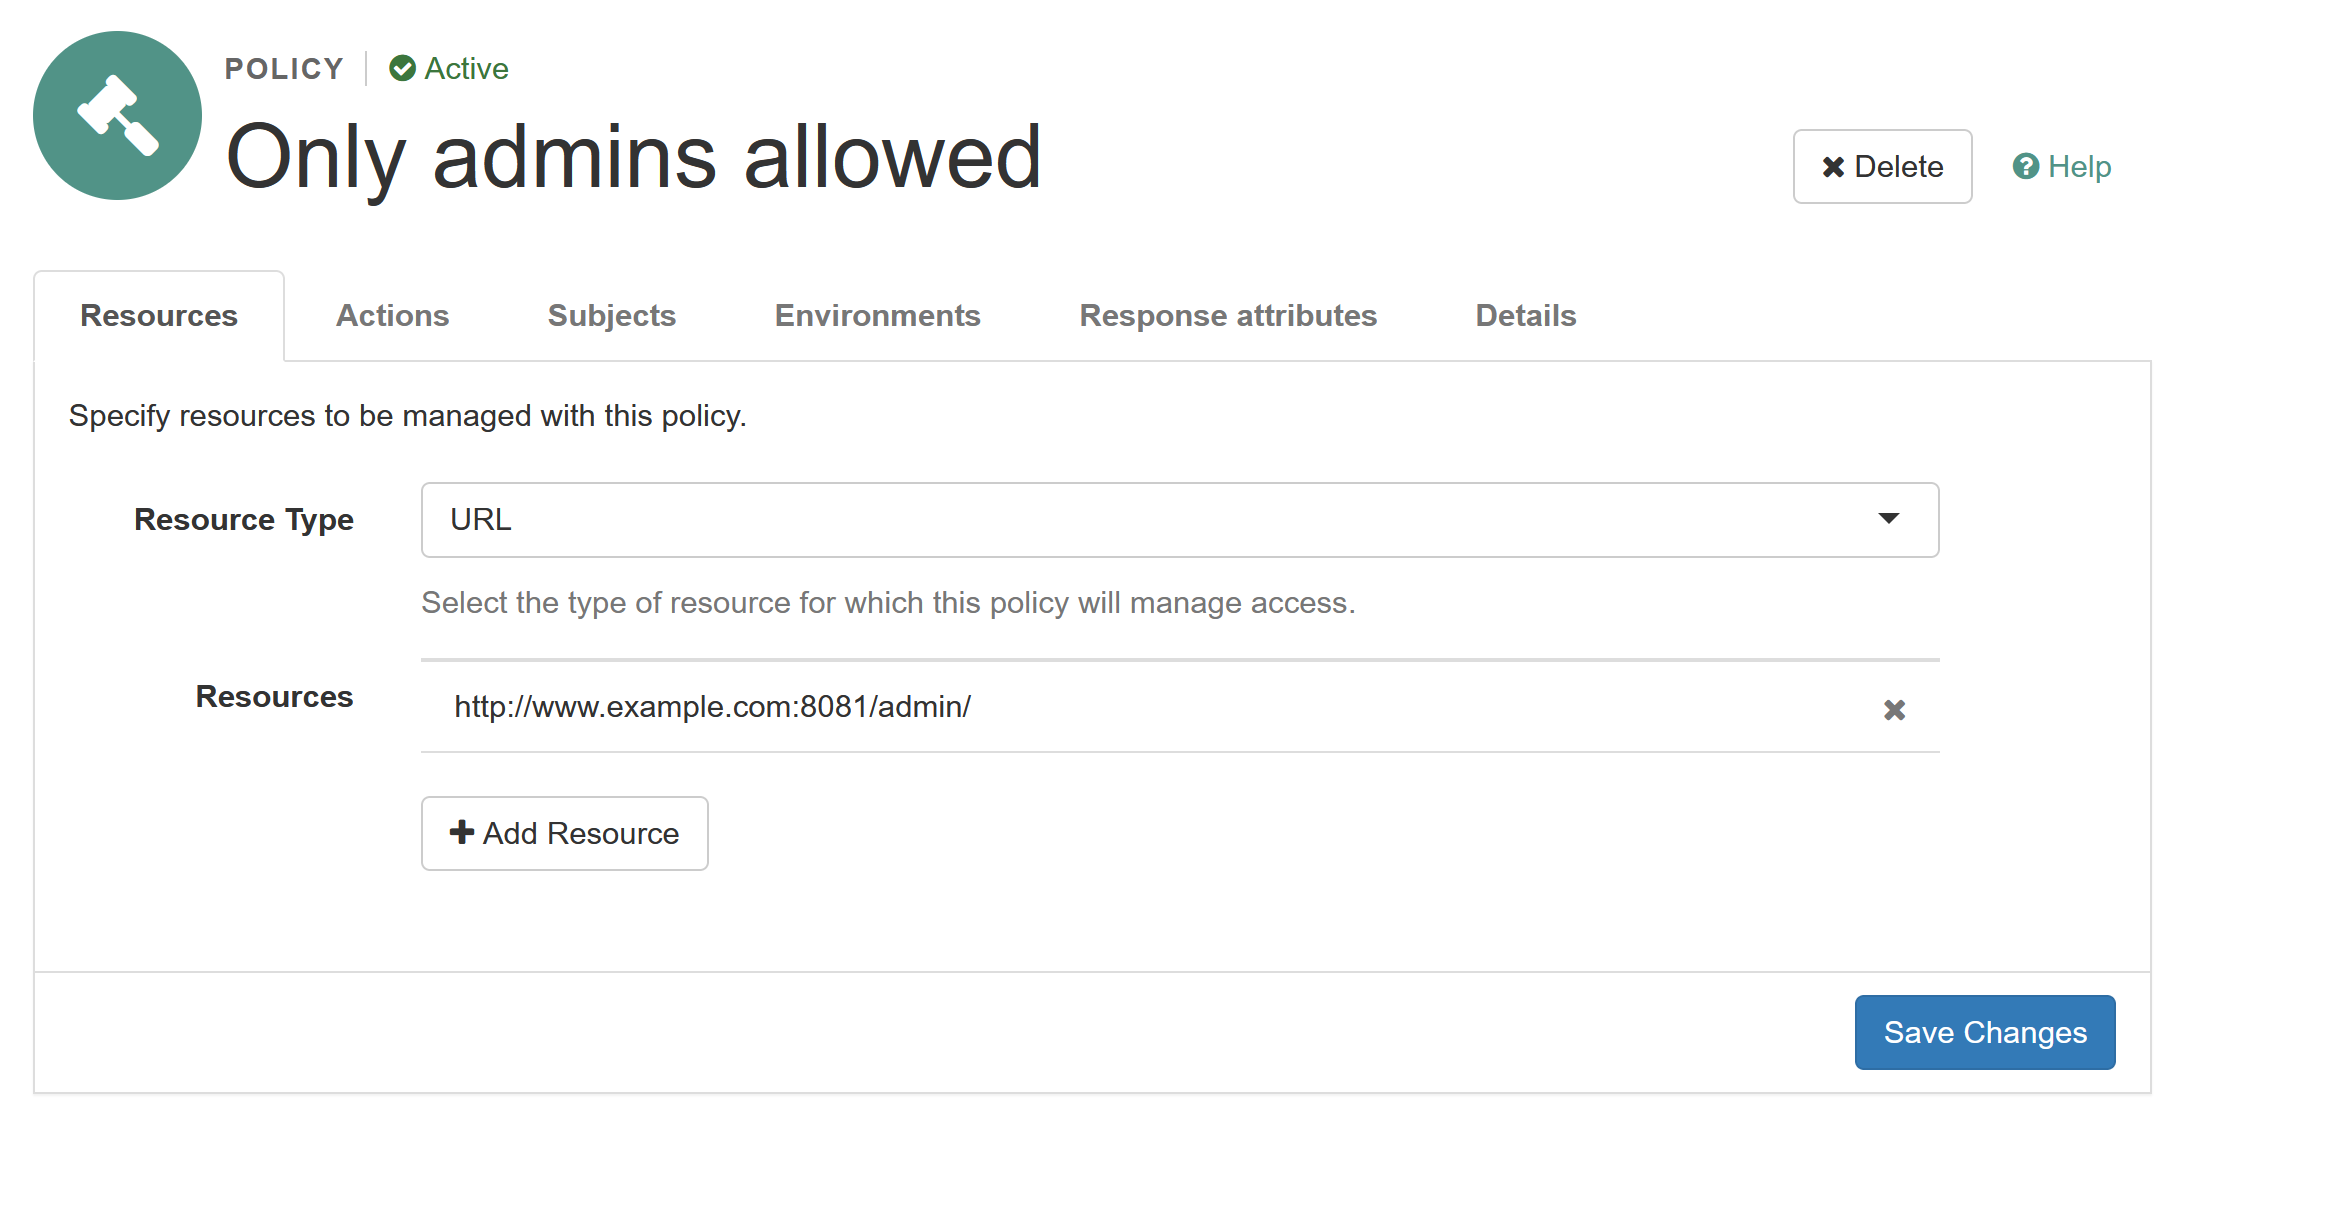 POLICY Active
Only admins allowed
Delete Help
Resources Actions Subjects Environments Response attributes Details
Specify resources to be managed with this policy.
Resource Type URL
Select the type of resource for which this policy will manage access.
Resources http://www.example.com:8081/admin/
Add Resource
Save Changes